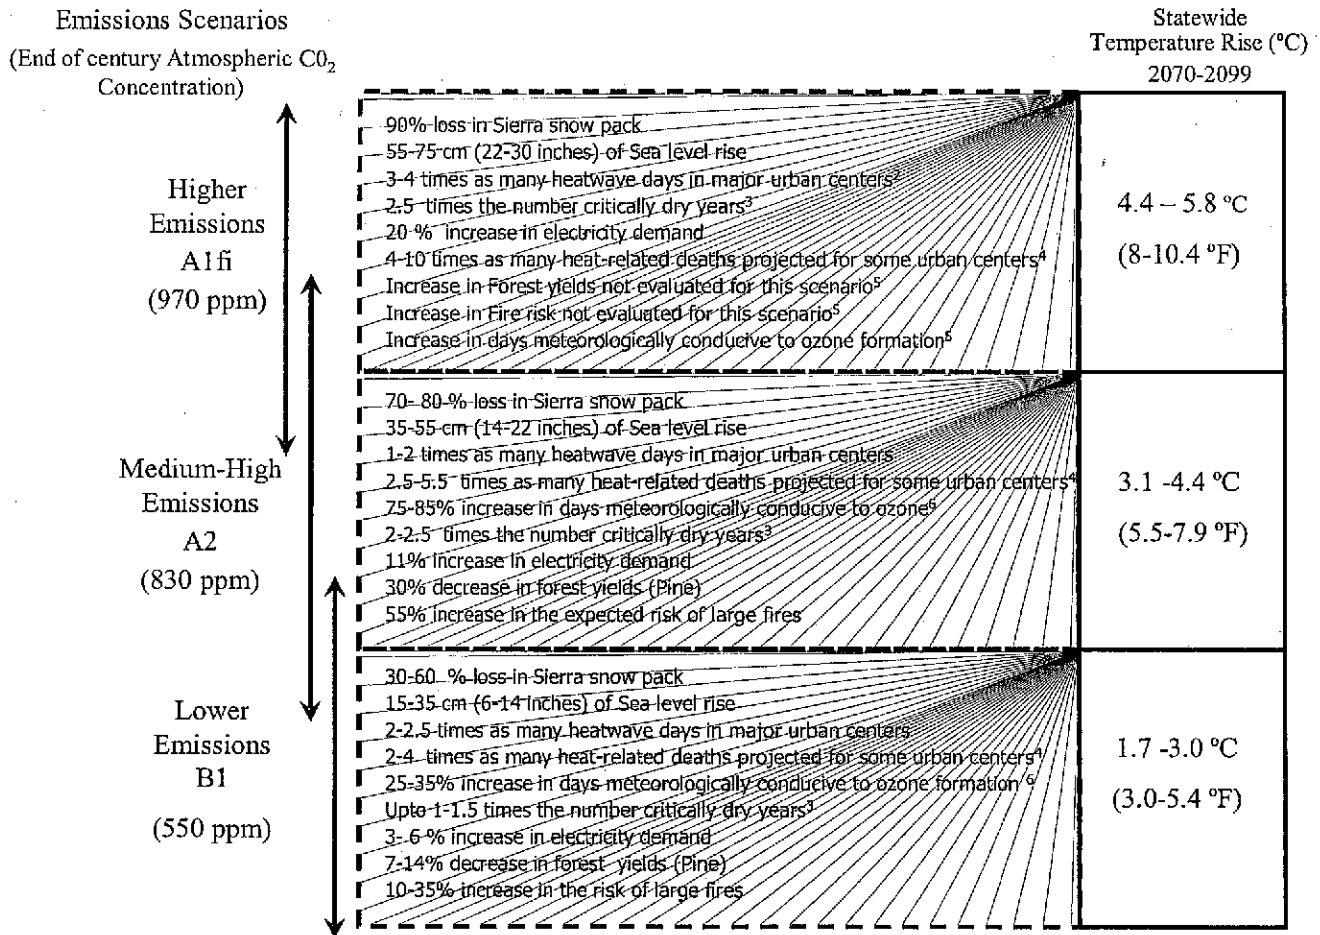 Emissions Scenarios
(End of century Atmospheric C0₂
Concentration)
Statewide
Temperature Rise (°C)
2070-2099
Higher
Emissions
A1fi
(970 ppm)
90% loss in Sierra snow pack
55-75 cm (22-30 inches) of Sea level rise
3-4 times as many heatwave days in major urban centers²
2.5 times the number critically dry years³
20 % increase in electricity demand
4-10 times as many heat-related deaths projected for some urban centers⁴
Increase in Forest yields not evaluated for this scenario⁵
Increase in Fire risk not evaluated for this scenario⁵
Increase in days meteorologically conducive to ozone formation⁵
4.4 – 5.8 °C
(8-10.4 °F)
Medium-High
Emissions
A2
(830 ppm)
70- 80 % loss in Sierra snow pack
35-55 cm (14-22 inches) of Sea level rise
1-2 times as many heatwave days in major urban centers
2.5-5.5 times as many heat-related deaths projected for some urban centers⁴
75-85% increase in days meteorologically conducive to ozone⁶
2-2.5 times the number critically dry years³
11% increase in electricity demand
30% decrease in forest yields (Pine)
55% increase in the expected risk of large fires
3.1 -4.4 °C
(5.5-7.9 °F)
Lower
Emissions
B1
(550 ppm)
30-60 % loss in Sierra snow pack
15-35 cm (6-14 inches) of Sea level rise
2-2.5 times as many heatwave days in major urban centers
2-4 times as many heat-related deaths projected for some urban centers⁴
25-35% increase in days meteorologically conducive to ozone formation ⁶
Upto 1-1.5 times the number critically dry years³
3- 6 % increase in electricity demand
7-14% decrease in forest yields (Pine)
10-35% increase in the risk of large fires
1.7 -3.0 °C
(3.0-5.4 °F)